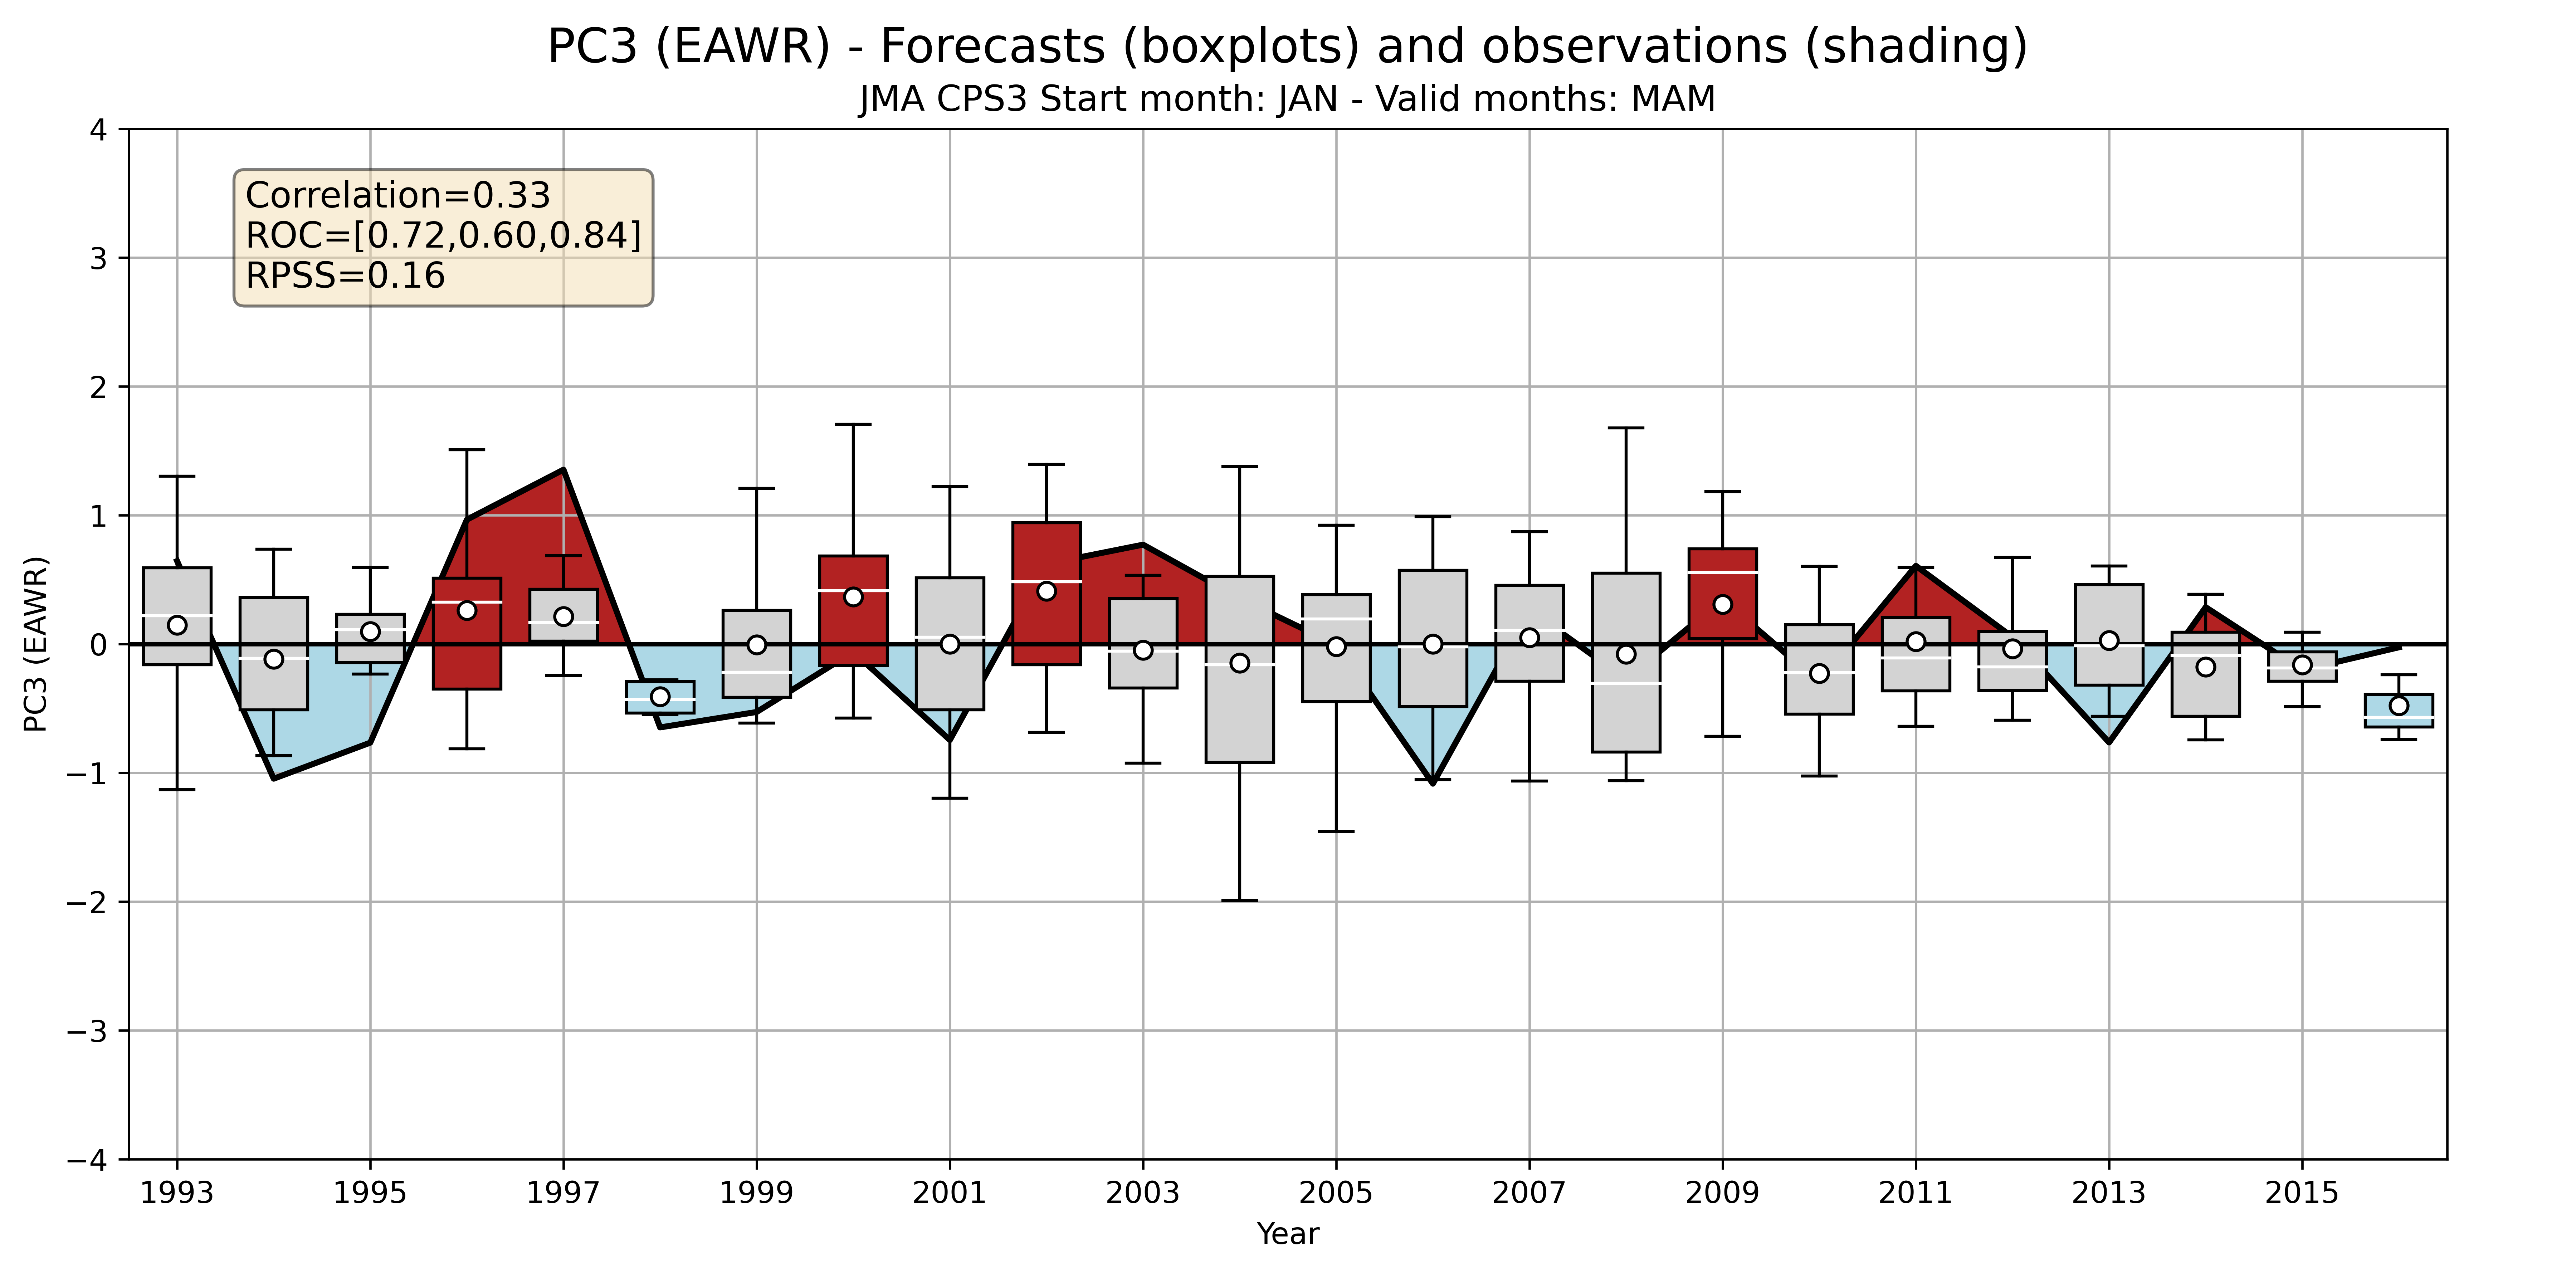 PC3 (EAWR) - Forecasts (boxplots) and observations (shading)
JMA CPS3 Start month: JAN - Valid months: MAM
Correlation=0.33
ROC=[0.72,0.60,0.84]
RPSS=0.16
PC3 (EAWR)
4
3
2
1
0
−1
−2
−3
−4
1993 1995 1997 1999 2001 2003 2005 2007 2009 2011 2013 2015
Year